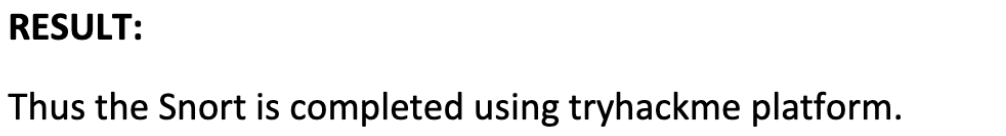 RESULT:
Thus the Snort is completed using tryhackme platform.